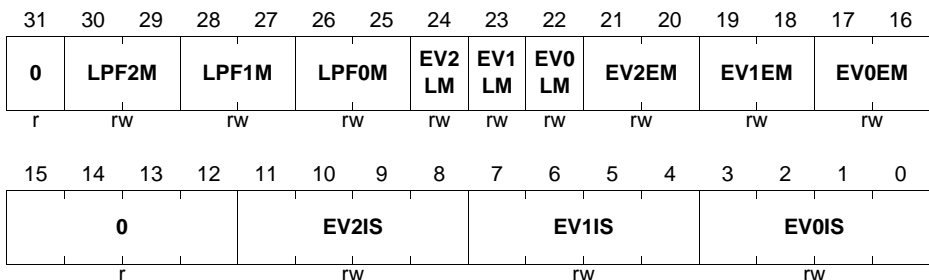 31 30 29 28 27 26 25 24 23 22 21 20 19 18 17 16
0 LPF2M LPF1M LPF0M EV2 LM EV1 LM EV0 LM EV2EM EV1EM EV0EM
r rw rw rw rw rw rw rw rw rw
15 14 13 12 11 10 9 8 7 6 5 4 3 2 1 0
0 EV2IS EV1IS EV0IS
r rw rw rw